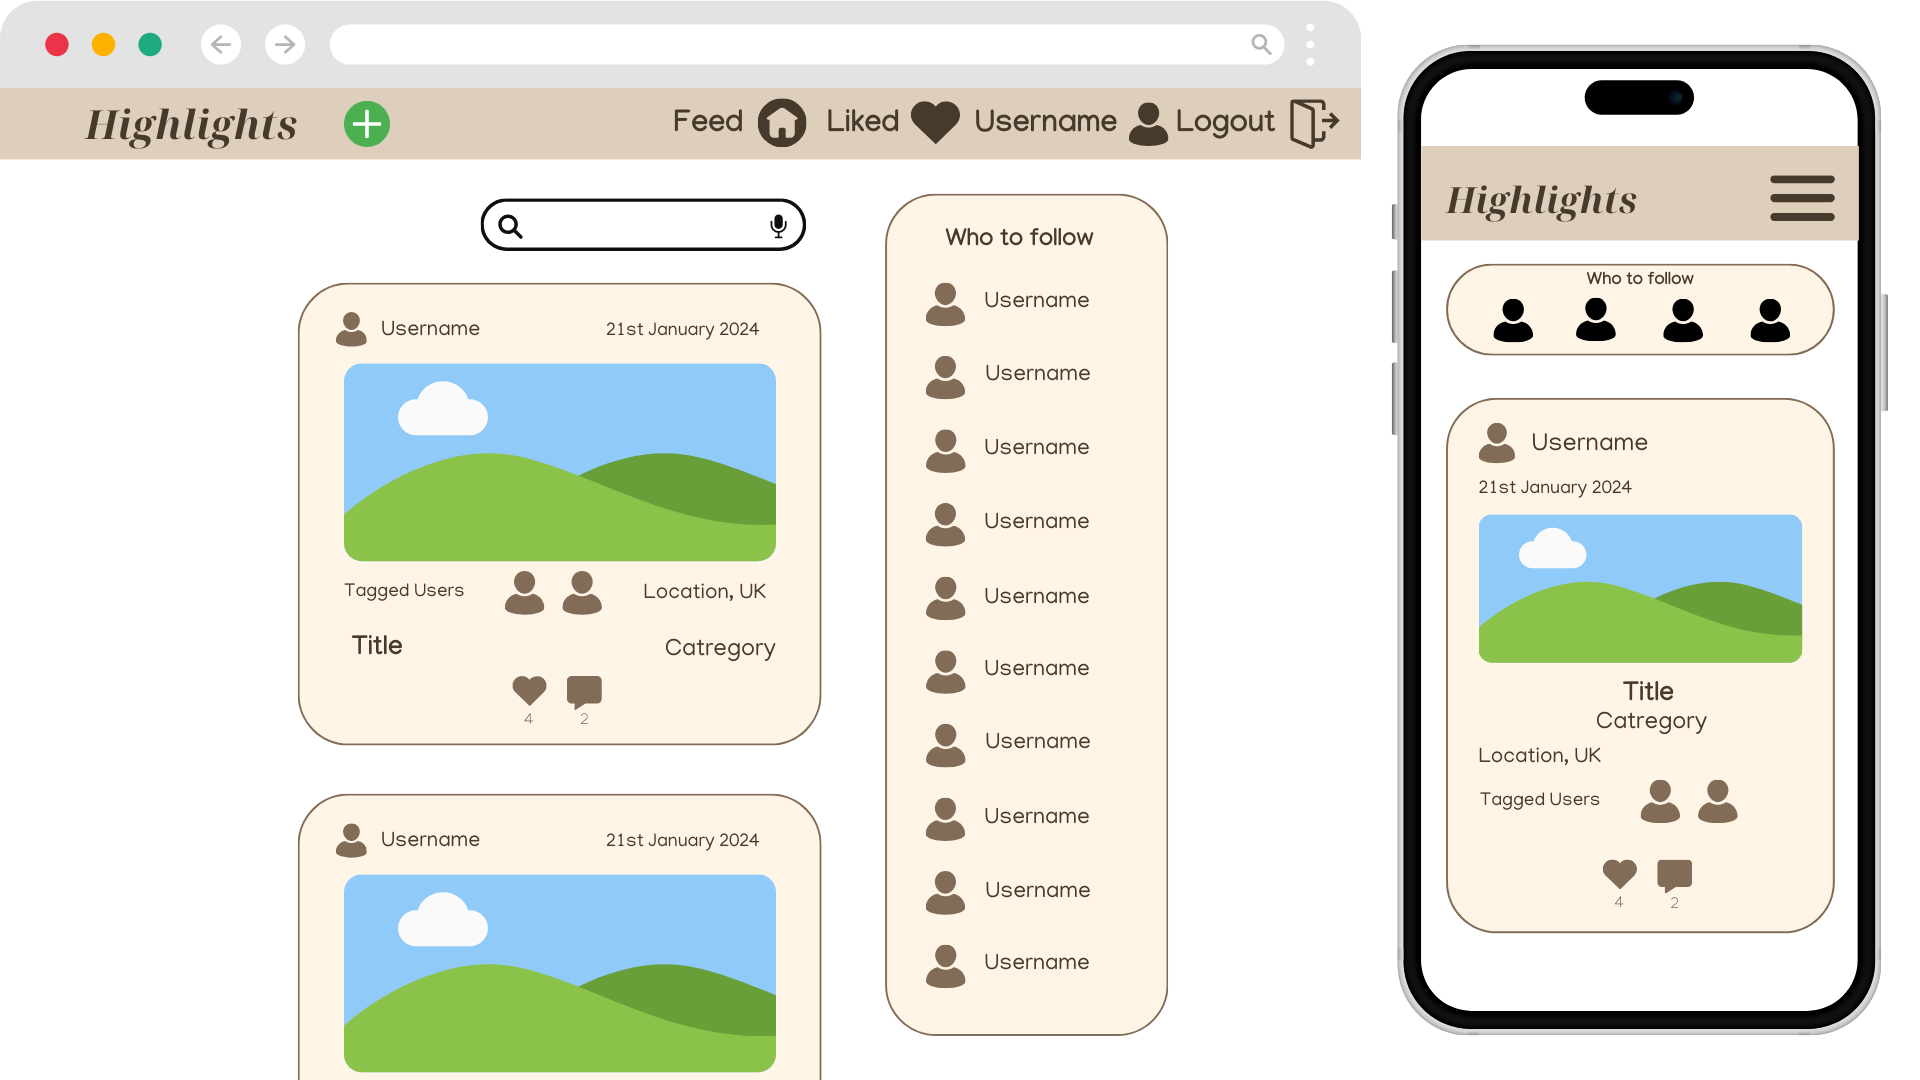 Highlights
Feed Liked Username Logout
Username 21st January 2024
Tagged Users Location, UK
Title Catregory
4 2
Username 21st January 2024
Who to follow
Username
Username
Username
Username
Username
Username
Username
Username
Username
Username
Highlights
Who to follow
Username
21st January 2024
Title
Catregory
Location, UK
Tagged Users
4 2